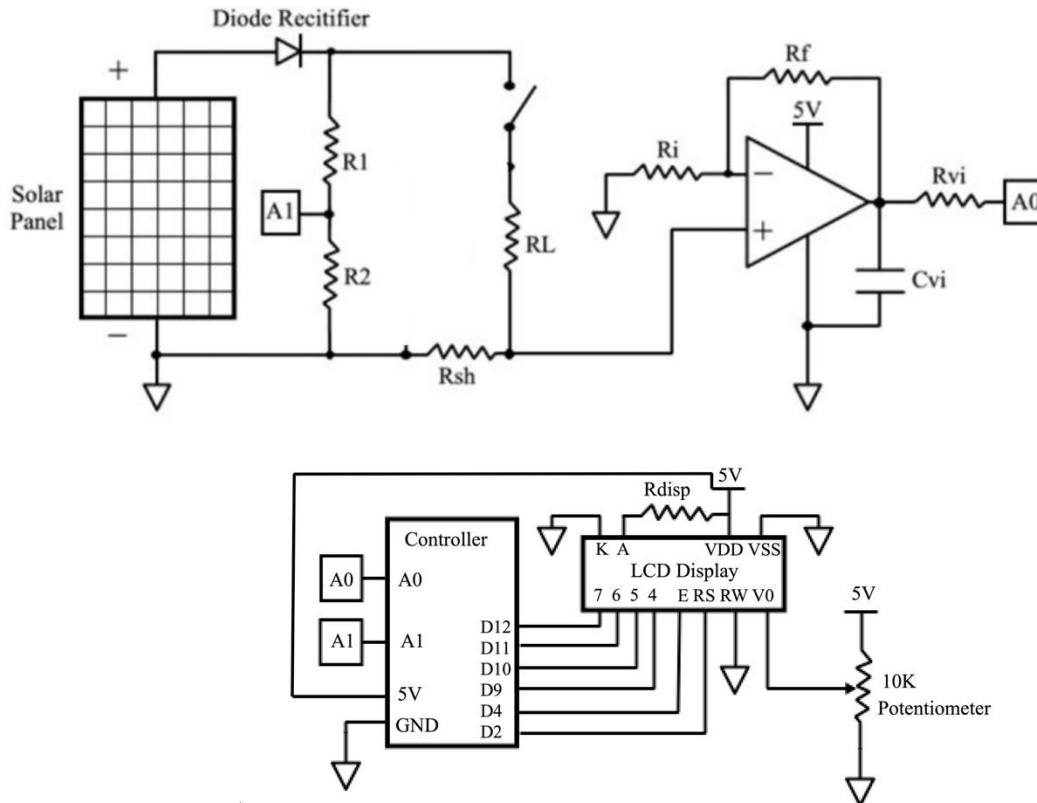 Diode Recitifier
+
Solar
Panel
−
R1
A1
R2
Rsh
RL
Rf
5V
Ri
−
+
Rvi
A0
Cvi
Controller
A0
A0
A1
A1
5V
GND
D12
D11
D10
D9
D4
D2
5V
Rdisp
K A VDD VSS
LCD Display
7 6 5 4 E RS RW V0
5V
10K
Potentiometer